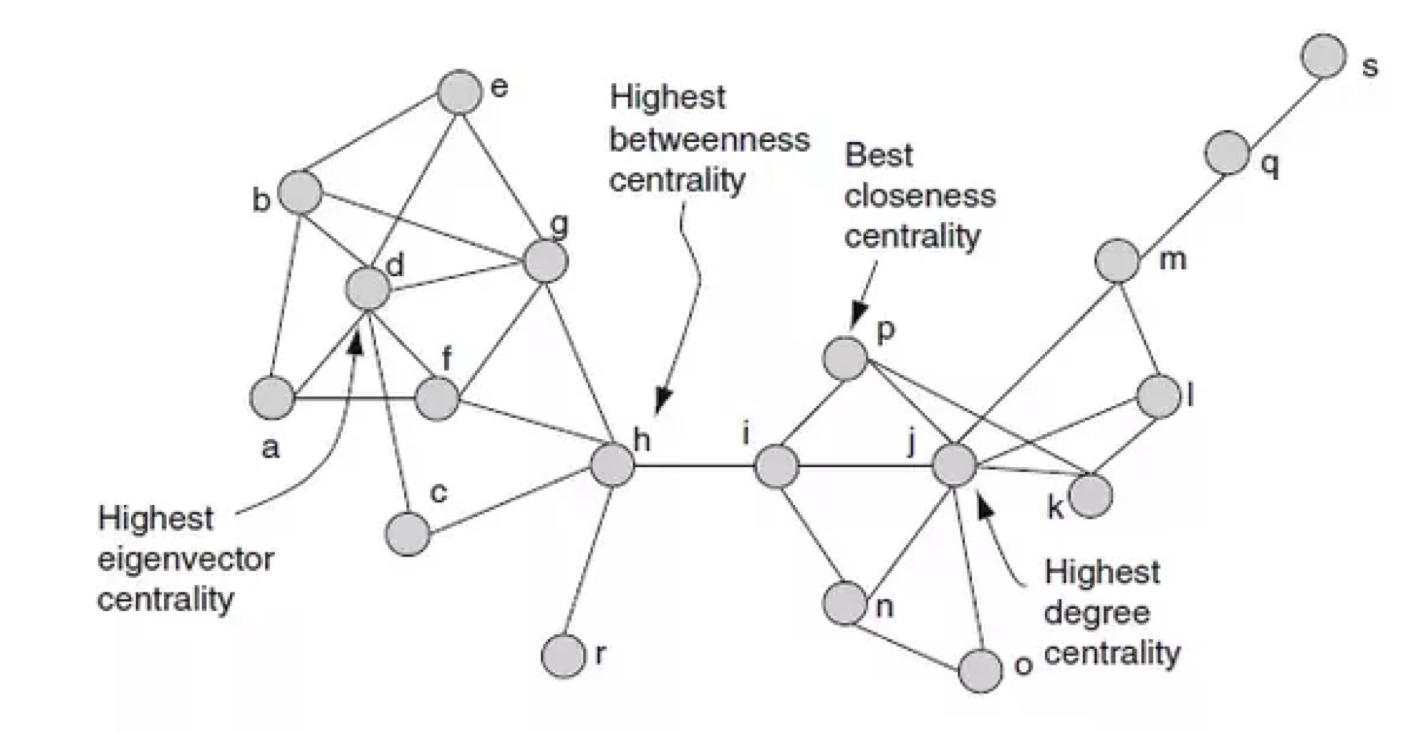 s
e
Highest
betweenness
centrality
Best
closeness
centrality
q
b
g
d
m
p
f
l
a
h
i
j
c
k
Highest
eigenvector
centrality
Highest
degree
centrality
n
r
o